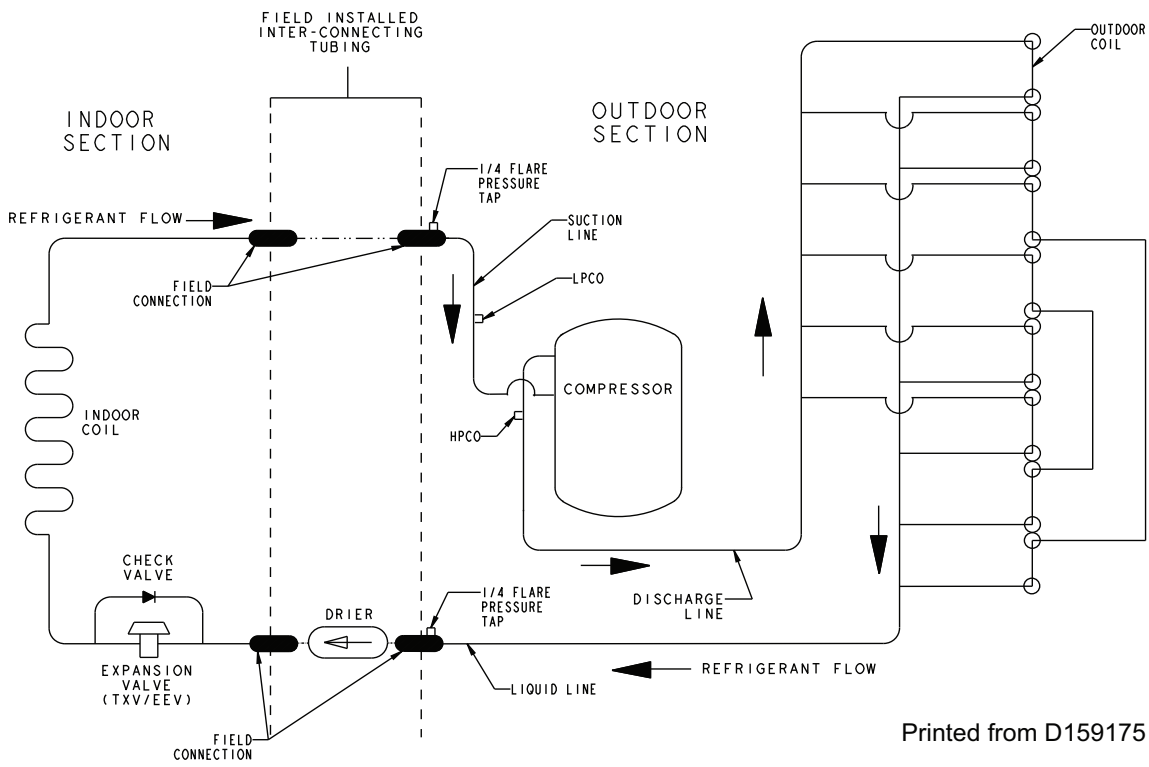 FIELD INSTALLED
INTER-CONNECTING
TUBING
INDOOR
SECTION
OUTDOOR
SECTION
OUTDOOR
COIL
1/4 FLARE
PRESSURE
TAP
REFRIGERANT FLOW
SUCTION
LINE
FIELD
CONNECTION
LPCO
COMPRESSOR
INDOOR
COIL
HPCO
CHECK
VALVE
1/4 FLARE
PRESSURE
TAP
DRIER
DISCHARGE
LINE
EXPANSION
VALVE
(TXV/EEV)
REFRIGERANT FLOW
LIQUID LINE
FIELD
CONNECTION
Printed from D159175